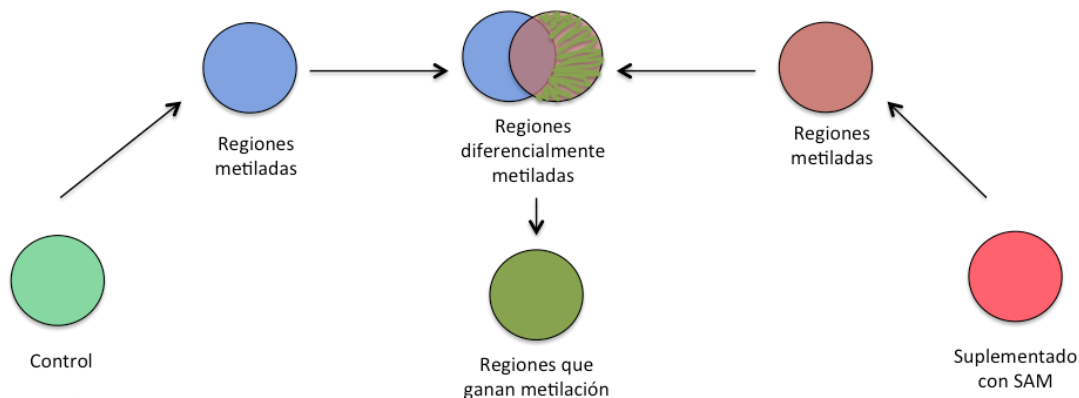 Regiones
metiladas
Regiones
diferencialmente
metiladas
Regiones
metiladas
Control
Regiones que
ganan metilación
Suplementado
con SAM